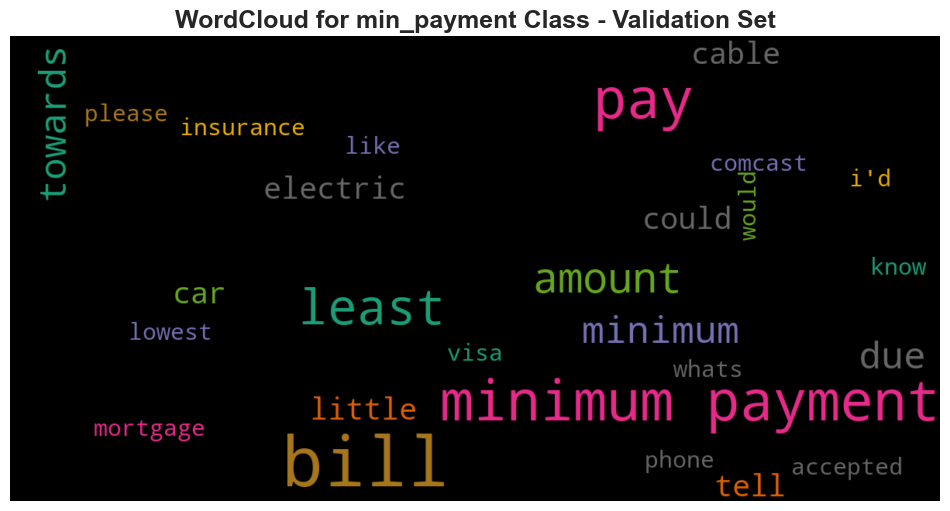 WordCloud for min_payment Class - Validation Set
towards
cable
please
pay
insurance
like
comcast
i'd
electric
would
could
know
car
least
amount
lowest
minimum
visa
due
whats
little
minimum payment
mortgage
bill
phone
accepted
tell